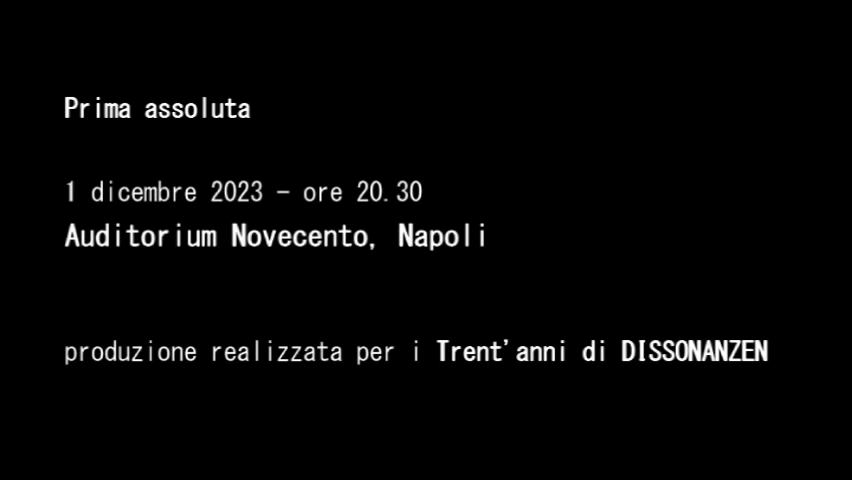 Prima assoluta
1 dicembre 2023 – ore 20.30
Auditorium Novecento, Napoli
produzione realizzata per i Trent'anni di DISSONANZEN